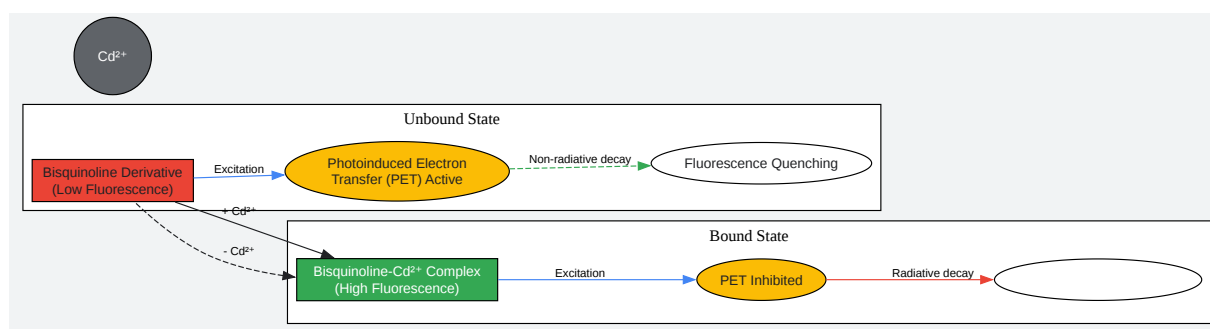 Cd²⁺
Unbound State
Bisquinoline Derivative
(Low Fluorescence)
Excitation
Photoinduced Electron
Transfer (PET) Active
Non-radiative decay
Fluorescence Quenching
+ Cd²⁺
- Cd²⁺
Bound State
Bisquinoline-Cd²⁺ Complex
(High Fluorescence)
Excitation
PET Inhibited
Radiative decay